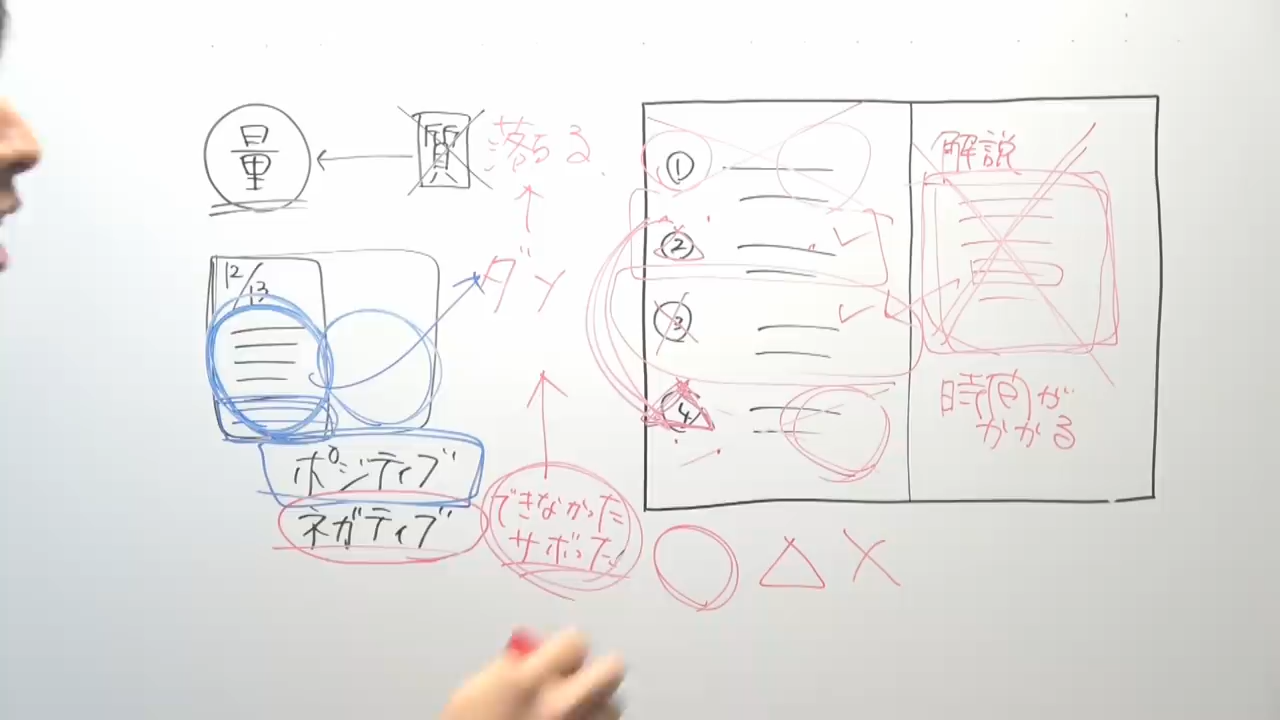 量
質
落ちる
12/13
ダメ
ポジティブ
ネガティブ
できなかった
サボった
①
②
③
④
解説
時間が
かかる
○ △ ×